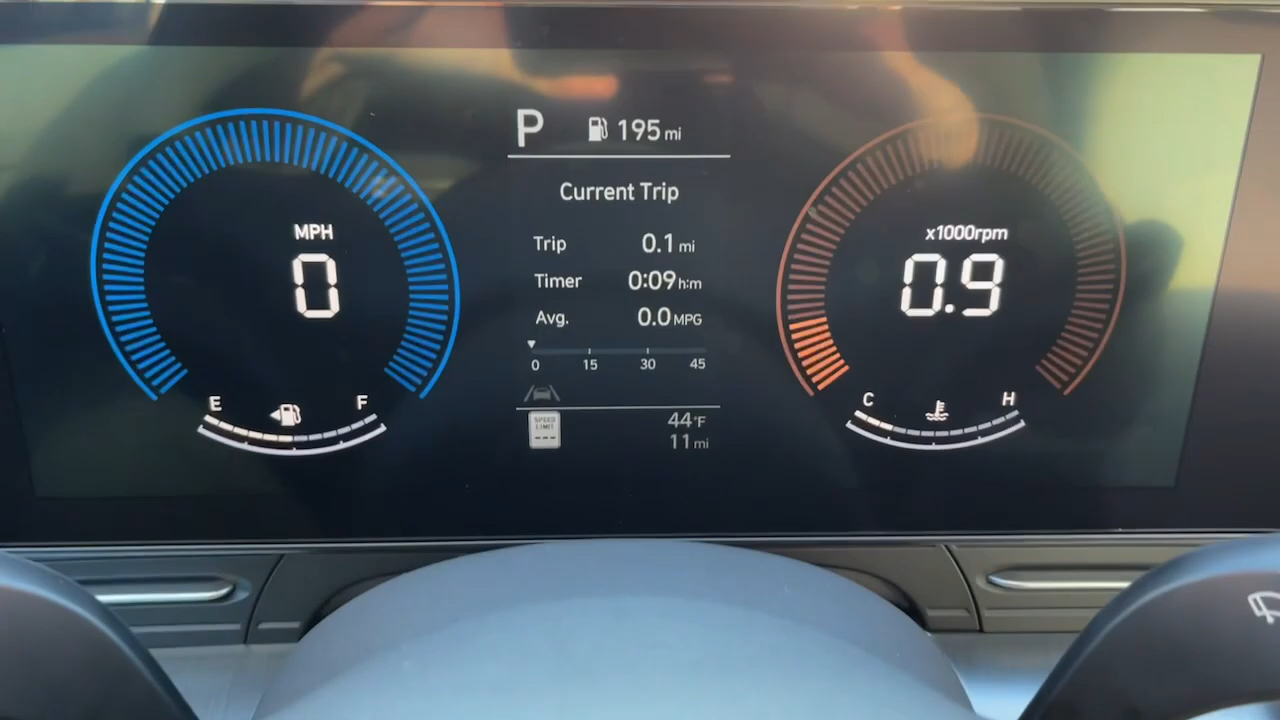 P 195 mi
Current Trip
Trip 0.1 mi
Timer 0:09 h:m
Avg. 0.0 MPG
0 15 30 45
SPEED
LIMIT
---
44°F
11 mi
MPH
0
E F
x1000rpm
0.9
C H